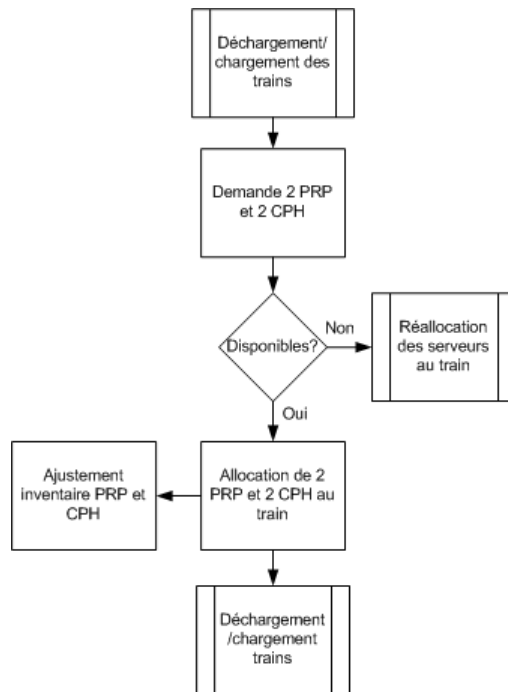 Déchargement/
chargement des
trains
Demande 2 PRP
et 2 CPH
Disponibles?
Non
Réallocation
des serveurs
au train
Oui
Ajustement
inventaire PRP et
CPH
Allocation de 2
PRP et 2 CPH au
train
Déchargement
/chargement
trains